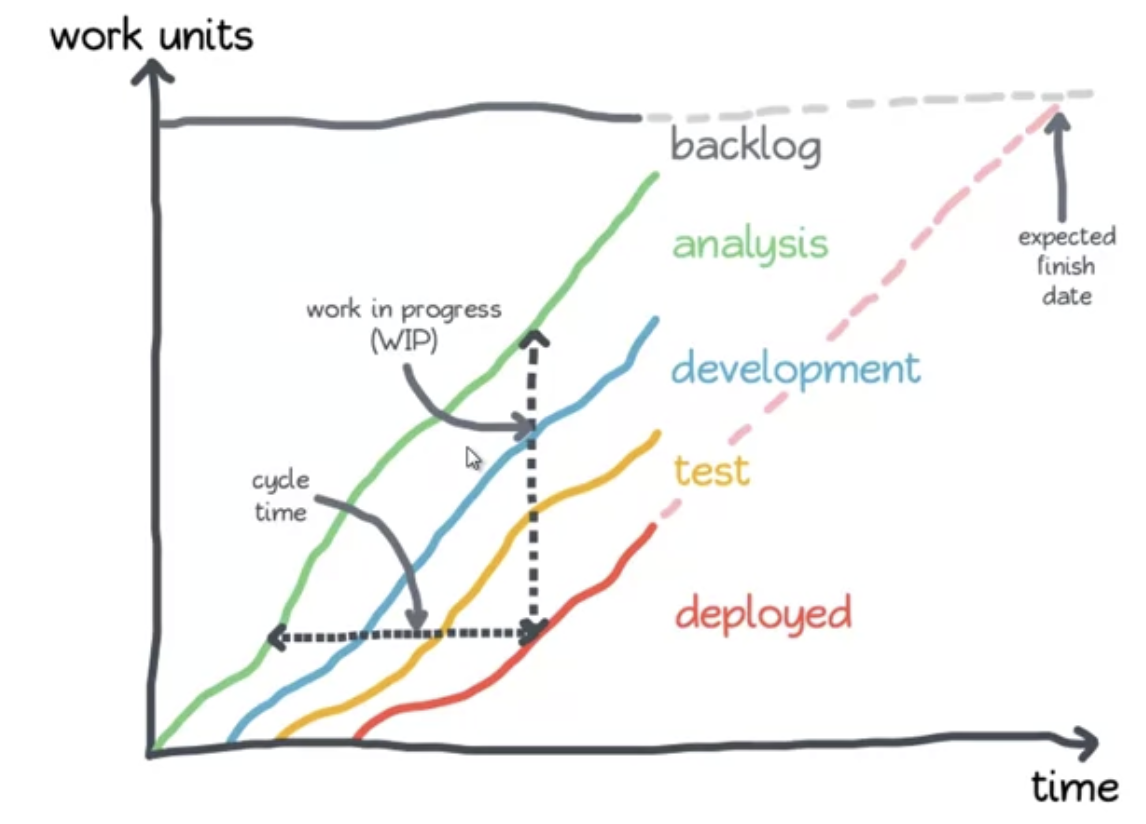 work units
backlog
analysis
expected
finish
date
work in progress
(WIP)
development
cycle
time
test
deployed
time